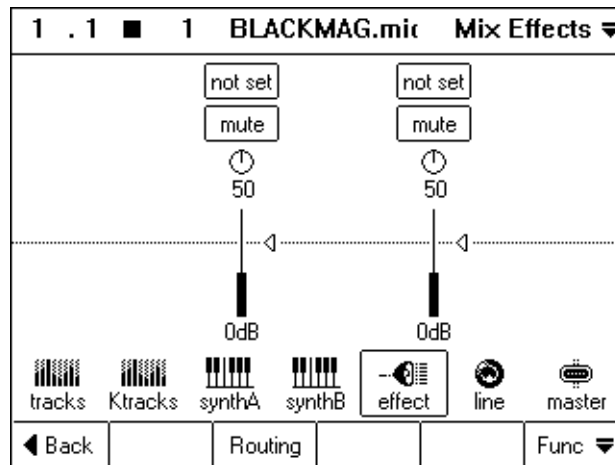 1 .1 ■ 1 BLACKMAG.mic Mix Effects
not set not set
mute mute
50 50
0dB 0dB
tracks Ktracks synthA synthB effect line master
Back Routing Func